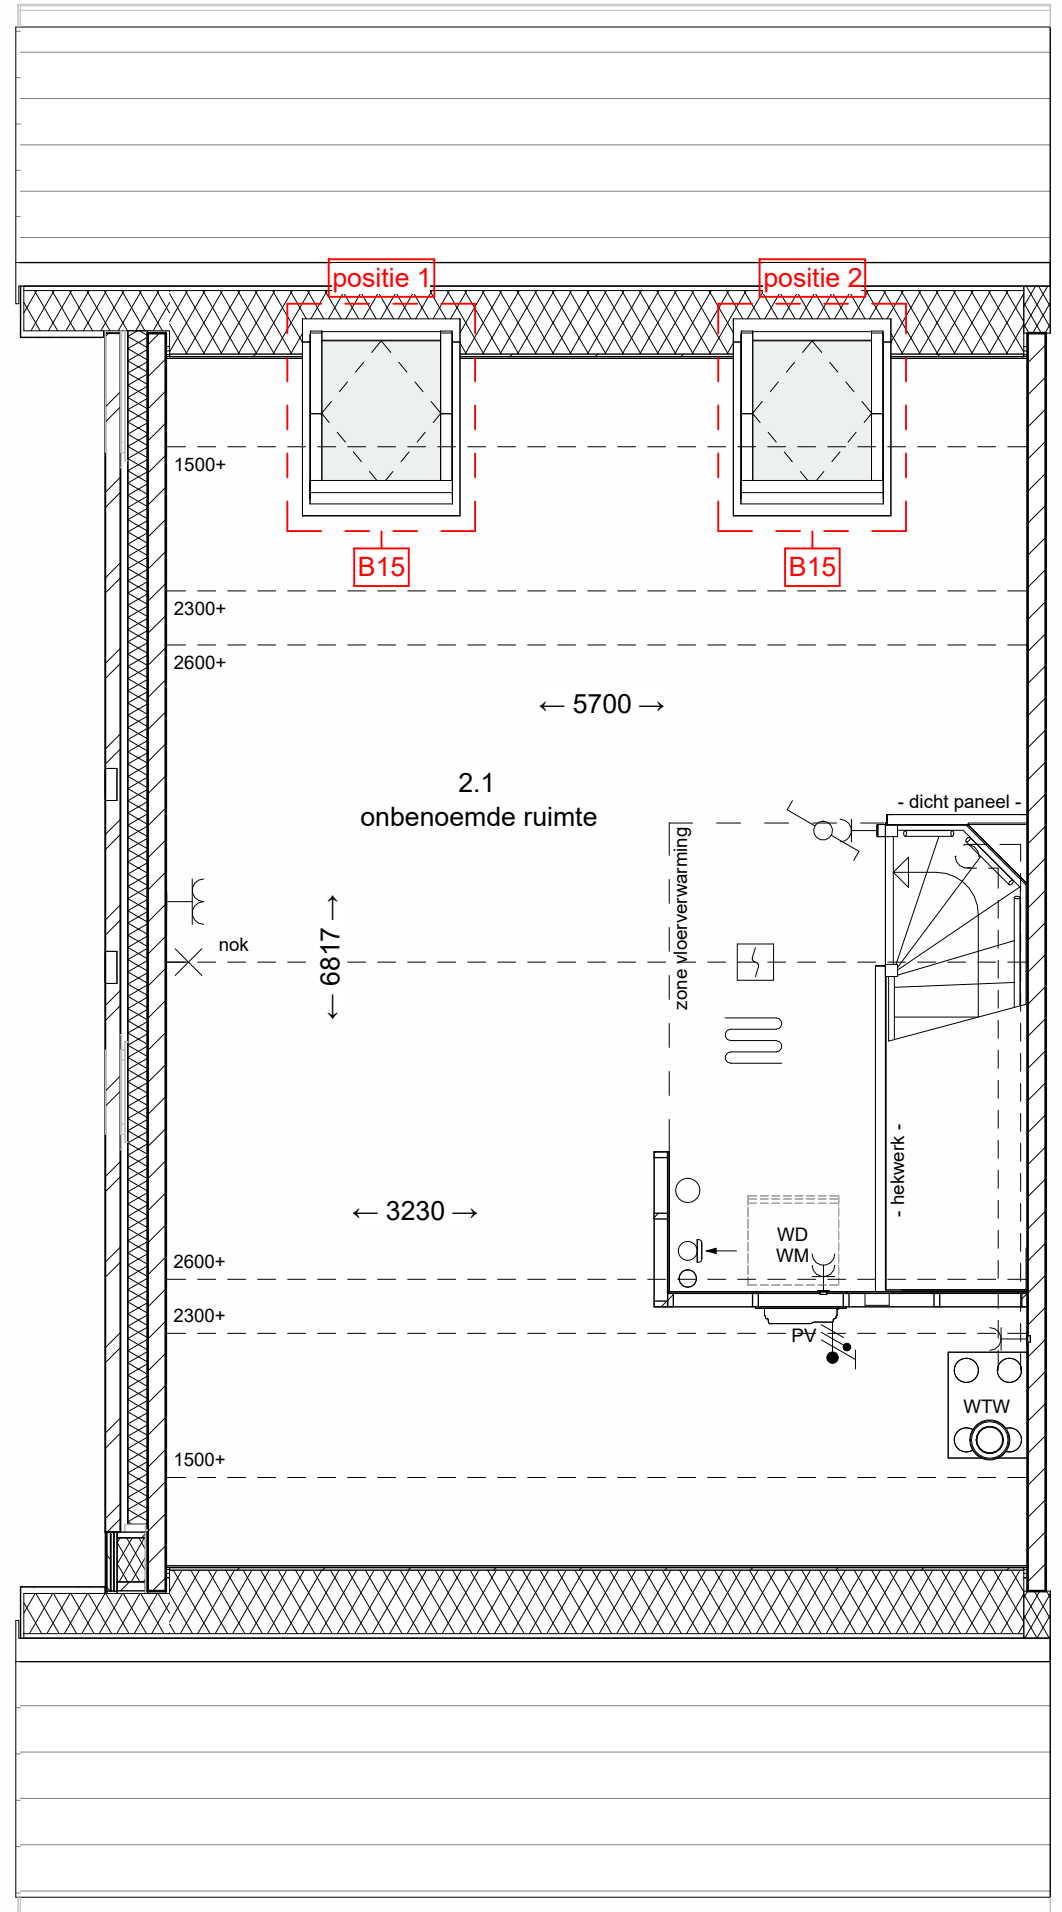 positie 1
positie 2
1500+
B15
B15
2300+
2600+
← 5700 →
2.1
onbenoemde ruimte
- dicht paneel -
zone vloerverwarming
nok
← 6817 →
- hekwerk -
← 3230 →
WD
WM
2600+
2300+
PV
WTW
1500+